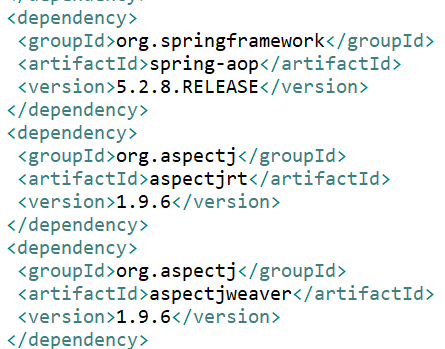 </dependency>
<dependency>
<groupId>org.springframework</groupId>
<artifactId>spring-aop</artifactId>
<version>5.2.8.RELEASE</version>
</dependency>
<dependency>
<groupId>org.aspectj</groupId>
<artifactId>aspectjrt</artifactId>
<version>1.9.6</version>
</dependency>
<dependency>
<groupId>org.aspectj</groupId>
<artifactId>aspectjweaver</artifactId>
<version>1.9.6</version>
</dependency>